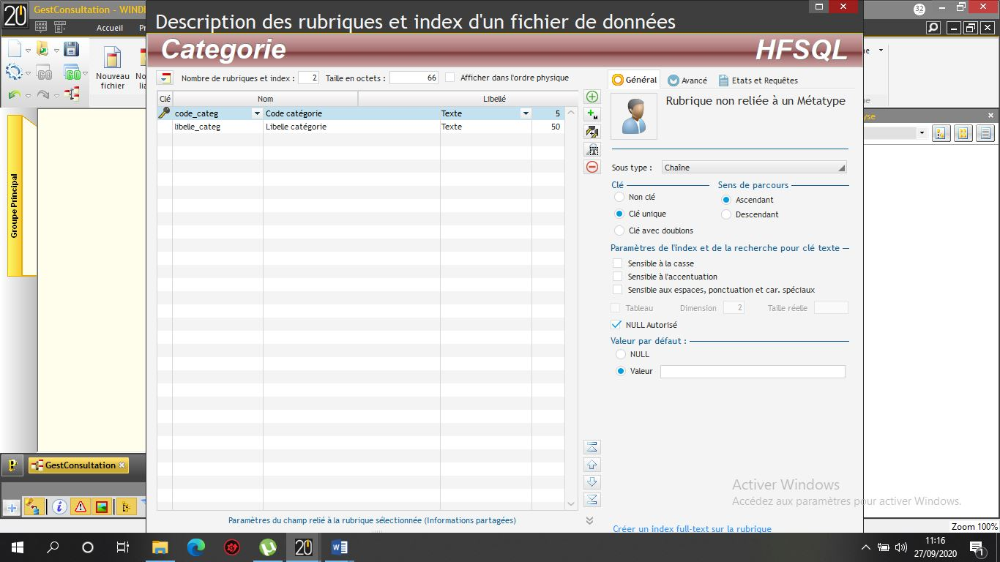 20 GestConsultation - WIND
Description des rubriques et index d'un fichier de données
32
Accueil
P
Categorie
HFSQL
Nouveau
fichier
No
lia
GO
GO
Nombre de rubriques et index : 2 Taille en octets : 66 Afficher dans l'ordre physique
Clé Nom Libellé
code_categ Code catégorie Texte 5
libelle_categ Libelle catégorie Texte 50
Groupe Principal
Général Avancé Etats et Requêtes
Rubrique non reliée à un Métatype
yse
Sous type : Chaîne
Clé Sens de parcours
Non clé Ascendant
Clé unique Descendant
Clé avec doublons
Paramètres de l'index et de la recherche pour clé texte
Sensible à la casse
Sensible à l'accentuation
Sensible aux espaces, ponctuation et car. spéciaux
Tableau Dimension 2 Taille réelle
NULL Autorisé
Valeur par défaut :
NULL
Valeur
GestConsultation
Activer Windows
Accédez aux paramètres pour activer Windows.
Paramètres du champ relié à la rubrique sélectionnée (Informations partagées)
Créer un index full-text sur la rubrique
Zoom 100%
20
11:16
27/09/2020
1